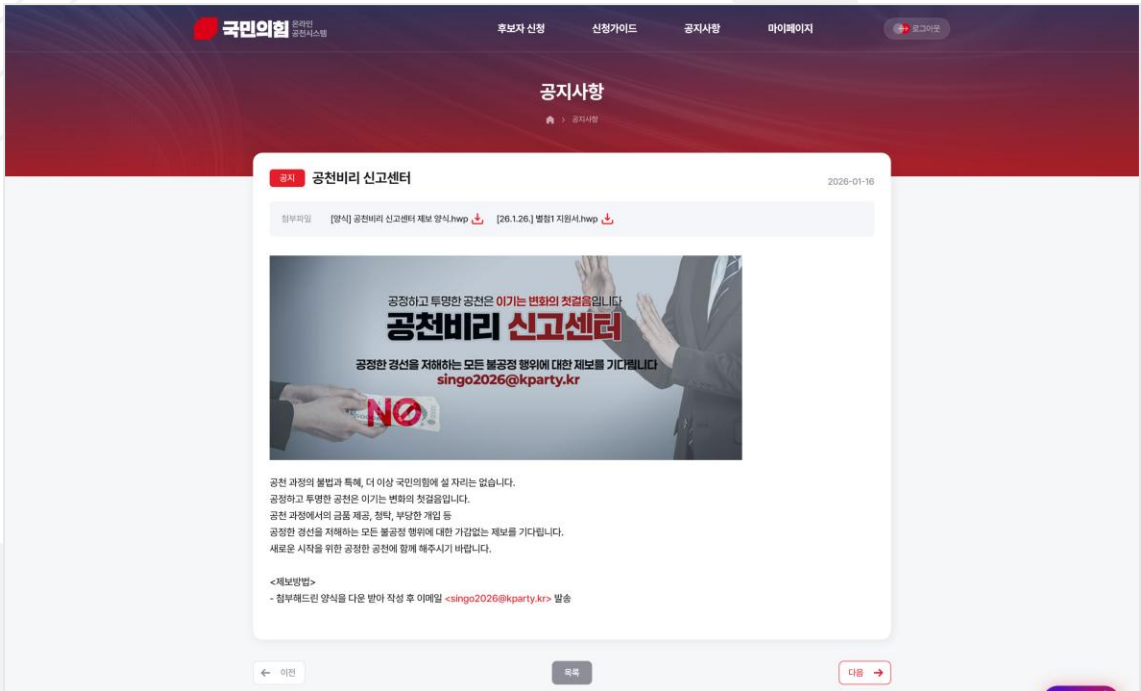 국민의힘 온라인 공천시스템
후보자 신청
신청가이드
공지사항
마이페이지
로그아웃
공지사항
공지사항
공지 공천비리 신고센터
2026-01-16
첨부파일 [양식] 공천비리 신고센터 제보 양식.hwp [26.1.26.] 별첨1 지원서.hwp
공정하고 투명한 공천은 이기는 변화의 첫걸음입니다
공천비리 신고센터
공정한 경선을 저해하는 모든 불공정 행위에 대한 제보를 기다립니다
singo2026@kparty.kr
NO
공천 과정의 불법과 특혜, 더 이상 국민의힘에 설 자리는 없습니다.
공정하고 투명한 공천은 이기는 변화의 첫걸음입니다.
공천 과정에서의 금품 제공, 청탁, 부당한 개입 등
공정한 경선을 저해하는 모든 불공정 행위에 대한 가감없는 제보를 기다립니다.
새로운 시작을 위한 공정한 공천에 함께 해주시기 바랍니다.
<제보방법>
- 첨부해드린 양식을 다운 받아 작성 후 이메일 <singo2026@kparty.kr> 발송
이전
목록
다음